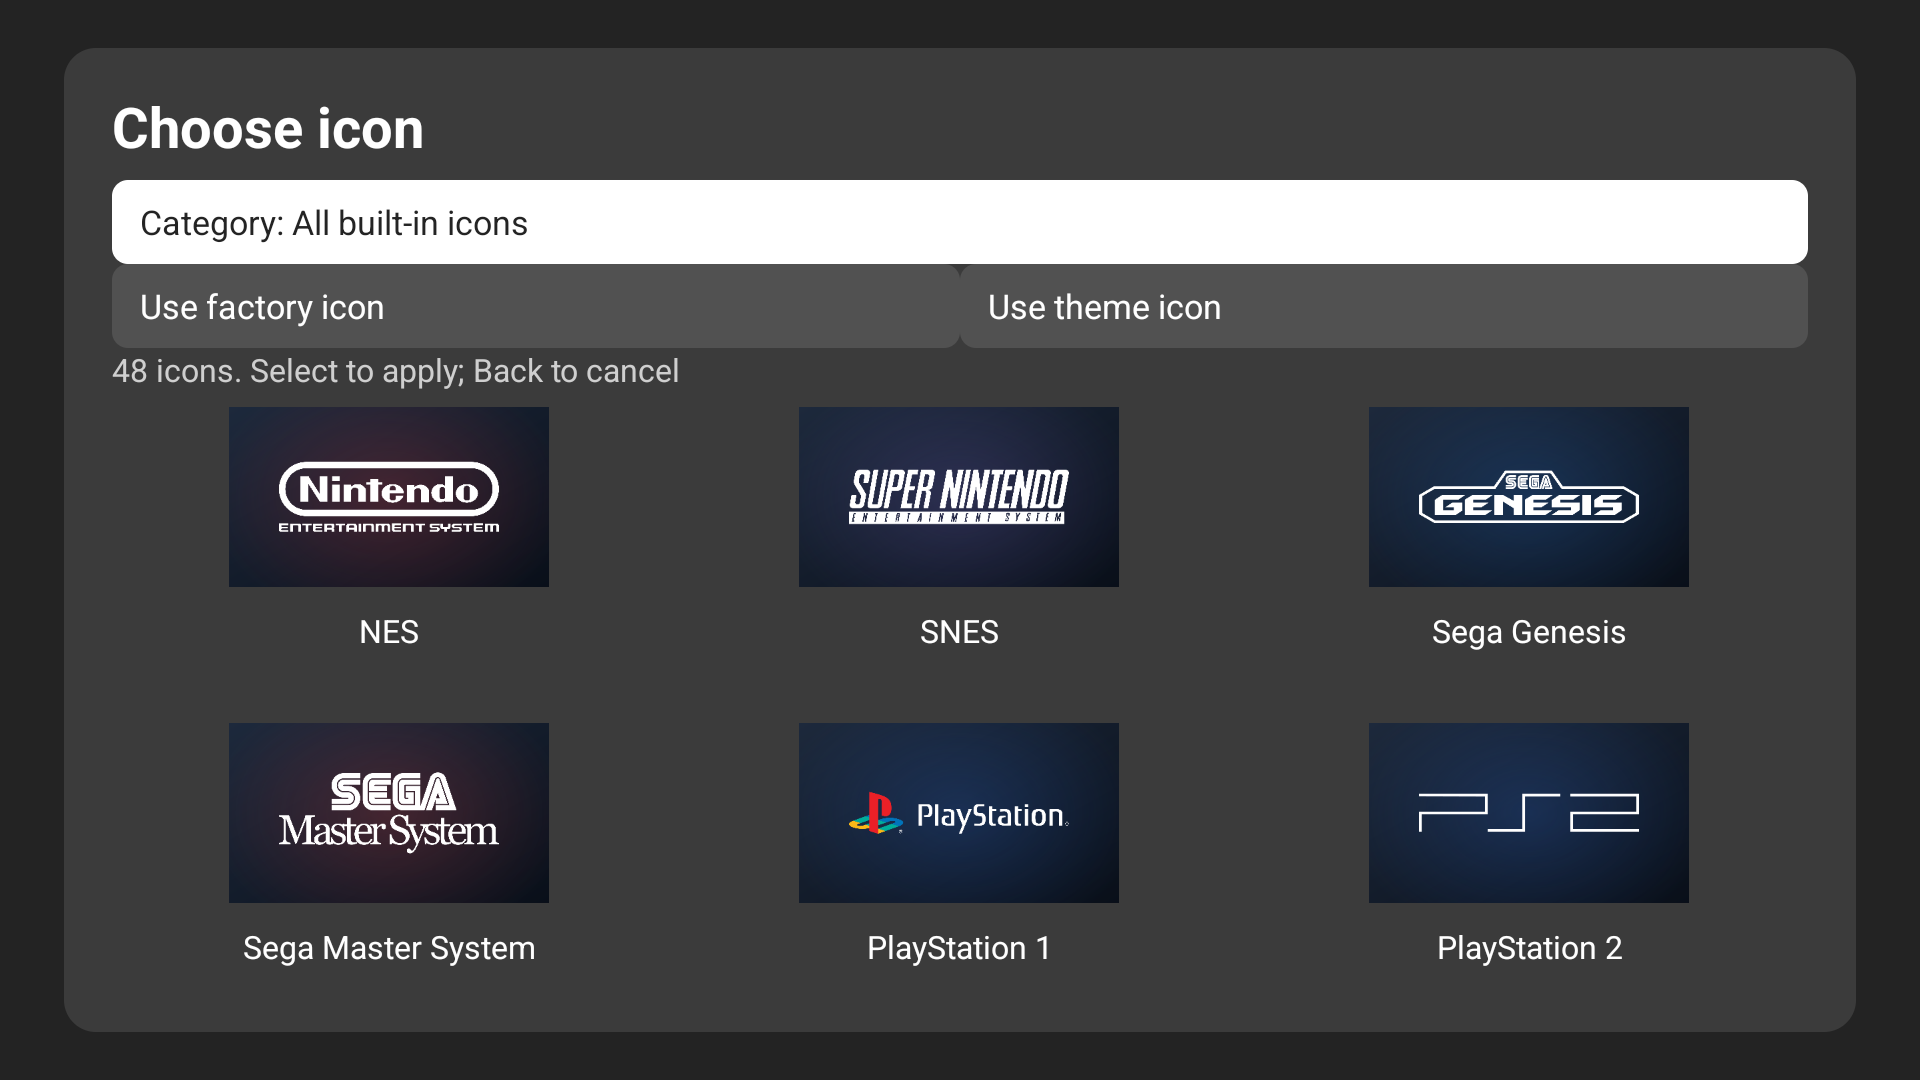 Choose icon
Category: All built-in icons
Use factory icon
Use theme icon
48 icons. Select to apply; Back to cancel
Nintendo
ENTERTAINMENT SYSTEM
SUPER NINTENDO
ENTERTAINMENT SYSTEM
SEGA
GENESIS
NES
SNES
Sega Genesis
SEGA
Master System
PlayStation
PS2
Sega Master System
PlayStation 1
PlayStation 2